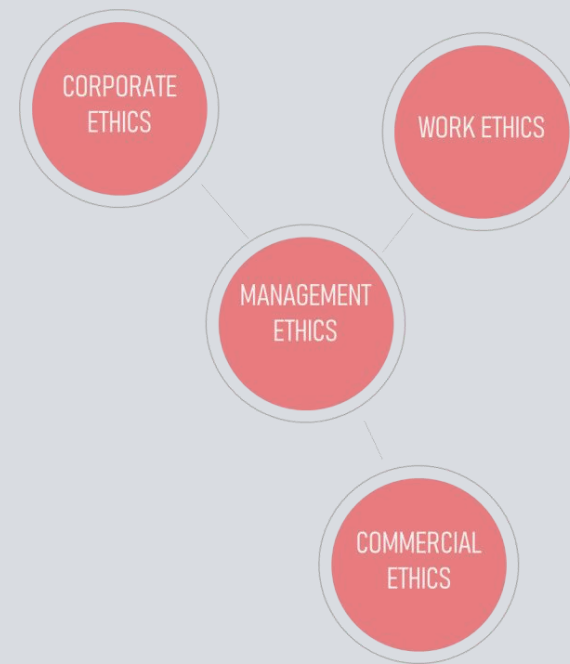 CORPORATE
ETHICS
WORK ETHICS
MANAGEMENT
ETHICS
COMMERCIAL
ETHICS